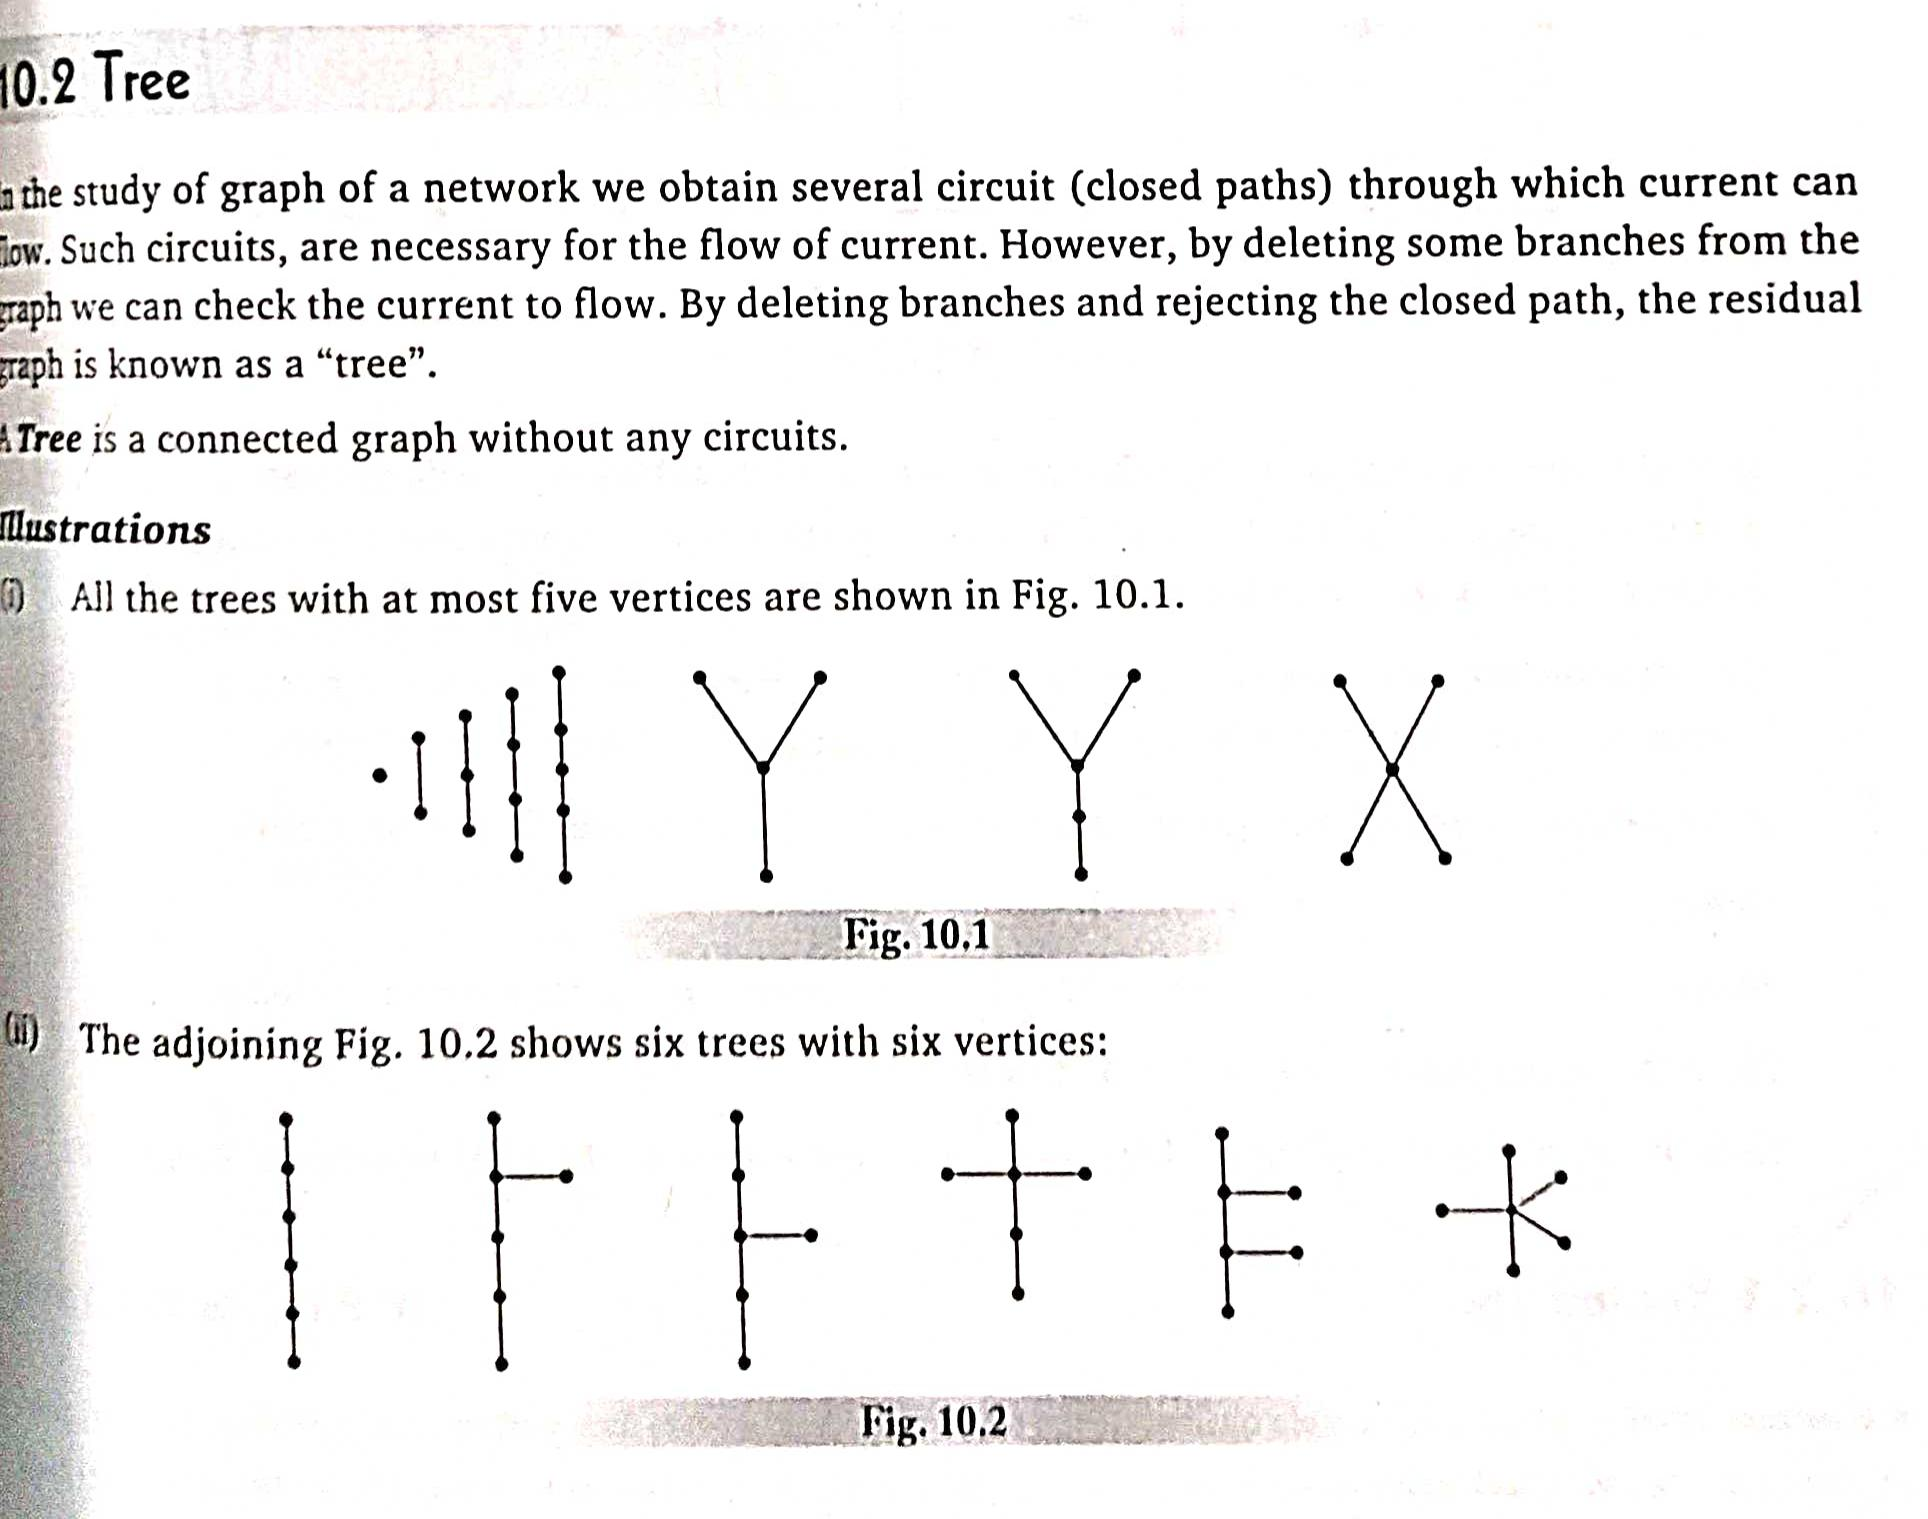 10.2 Tree
n the study of graph of a network we obtain several circuit (closed paths) through which current can
flow. Such circuits, are necessary for the flow of current. However, by deleting some branches from the
graph we can check the current to flow. By deleting branches and rejecting the closed path, the residual
graph is known as a “tree”.
A Tree is a connected graph without any circuits.
Illustrations
(i) All the trees with at most five vertices are shown in Fig. 10.1.
Fig. 10.1
(ii) The adjoining Fig. 10.2 shows six trees with six vertices:
Fig. 10.2